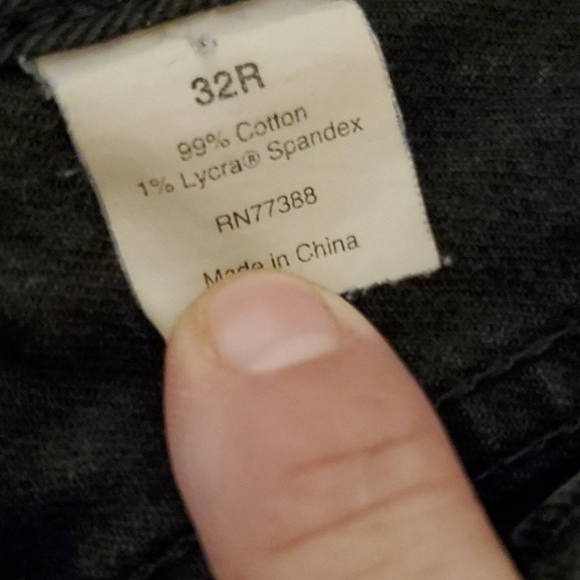 32R
99% Cotton
1% Lycra® Spandex
RN77388
Made in China